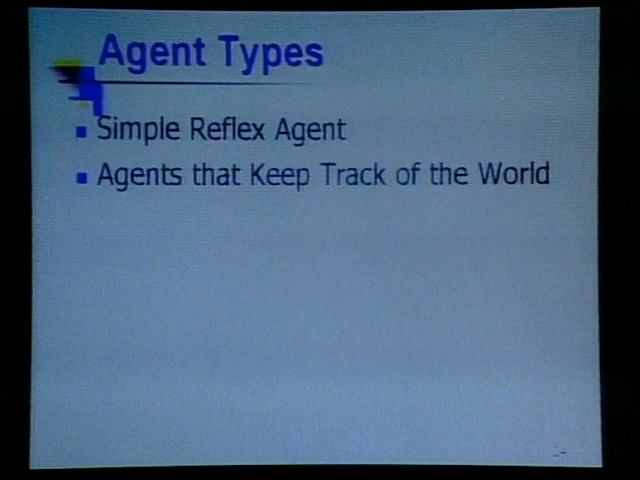 Agent Types
Simple Reflex Agent
Agents that Keep Track of the World